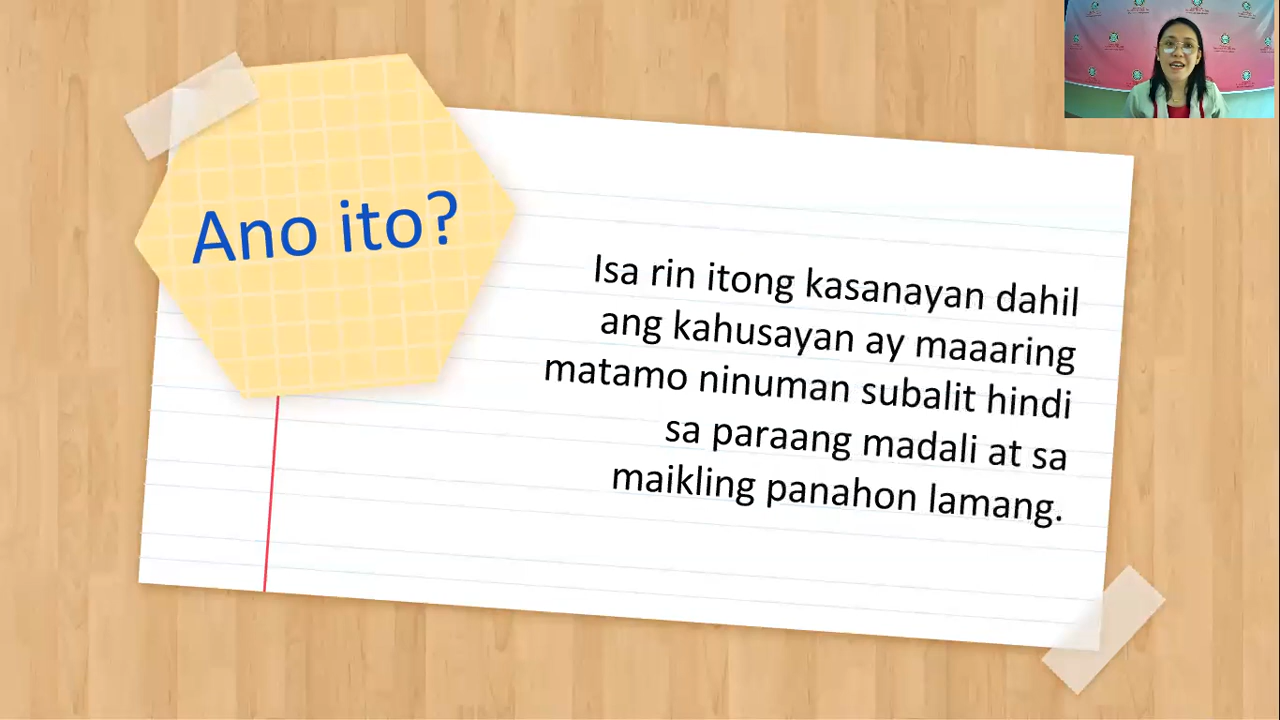 Ano ito?
Isa rin itong kasanayan dahil
ang kahusayan ay maaaring
matamo ninuman subalit hindi
sa paraang madali at sa
maikling panahon lamang.